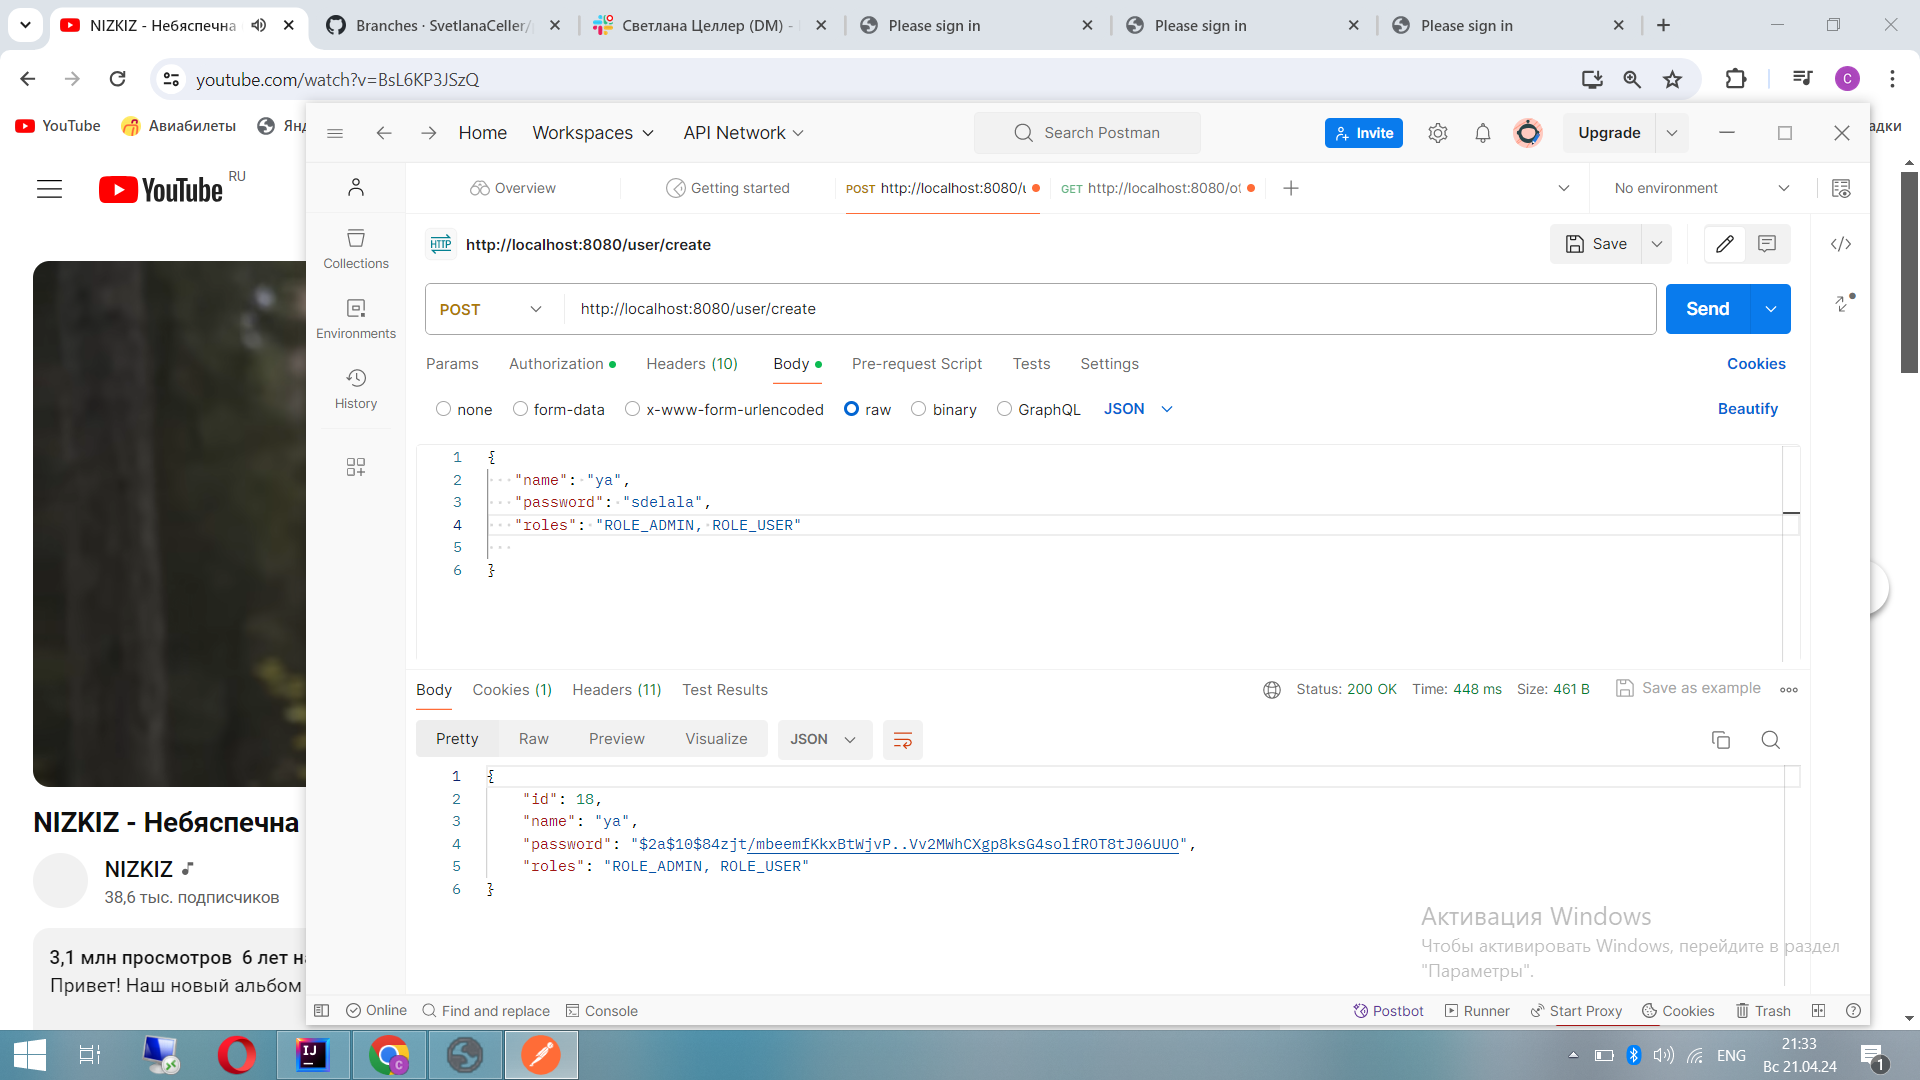 NIZKIZ - Небяспечна
Branches · SvetlanaCeller/
Светлана Целлер (DM) -
Please sign in
Please sign in
Please sign in
youtube.com/watch?v=BsL6KP3JSzQ
C
YouTube
Авиабилеты
Янд
адки
YouTube
RU
Home
Workspaces
API Network
Search Postman
Invite
Upgrade
Overview
Getting started
POST http://localhost:8080/u
GET http://localhost:8080/ot
No environment
Collections
Environments
History
HTTP
http://localhost:8080/user/create
Save
POST
http://localhost:8080/user/create
Send
Params
Authorization
Headers (10)
Body
Pre-request Script
Tests
Settings
Cookies
none
form-data
x-www-form-urlencoded
raw
binary
GraphQL
JSON
Beautify
1 {
2 "name": "ya",
3 "password": "sdelala",
4 "roles": "ROLE_ADMIN, ROLE_USER"
5
6 }
Body
Cookies (1)
Headers (11)
Test Results
Status: 200 OK
Time: 448 ms
Size: 461 B
Save as example
Pretty
Raw
Preview
Visualize
JSON
1 {
2 "id": 18,
3 "name": "ya",
4 "password": "$2a$10$84zjt/mbeemfKkxBtWjvP..Vv2MWhCXgp8ksG4solfROT8tJ06UUO",
5 "roles": "ROLE_ADMIN, ROLE_USER"
6 }
NIZKIZ - Небяспечна
NIZKIZ
38,6 тыс. подписчиков
3,1 млн просмотров 6 лет на
Привет! Наш новый альбом
Активация Windows
Чтобы активировать Windows, перейдите в раздел
"Параметры".
Online
Find and replace
Console
Postbot
Runner
Start Proxy
Cookies
Trash
IJ
C
ENG
21:33
Вс 21.04.24
1